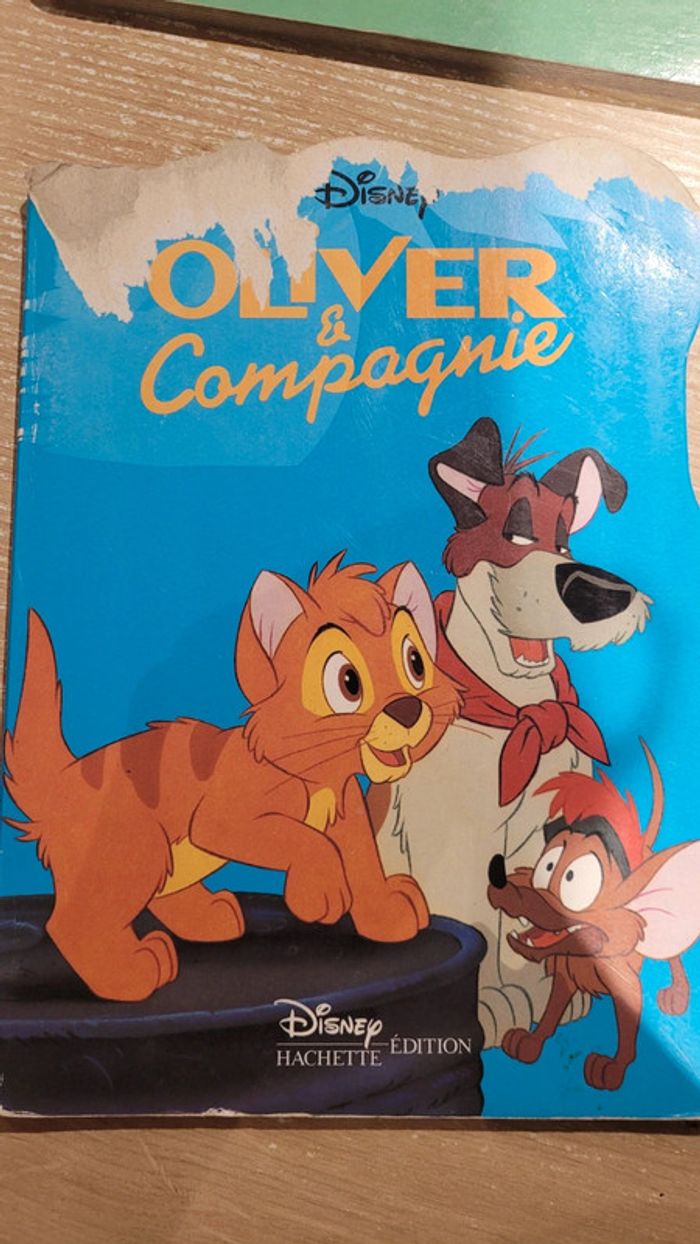 Disney
OLIVER
&
Compagnie
Disney
HACHETTE ÉDITION